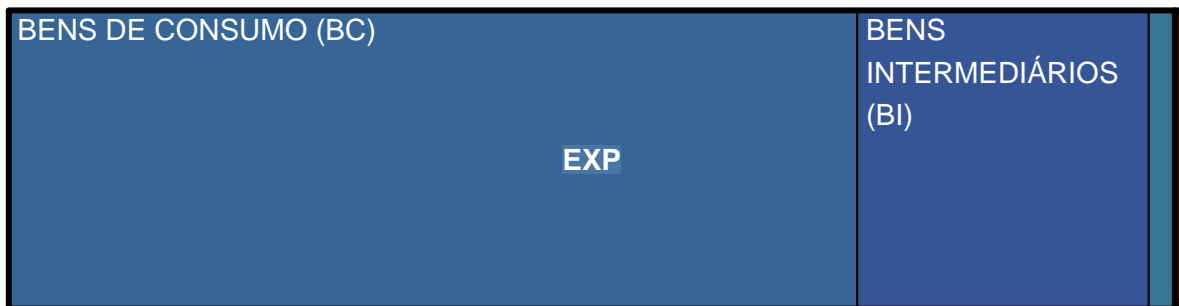 BENS DE CONSUMO (BC)
BENS
INTERMEDIÁRIOS
(BI)
EXP